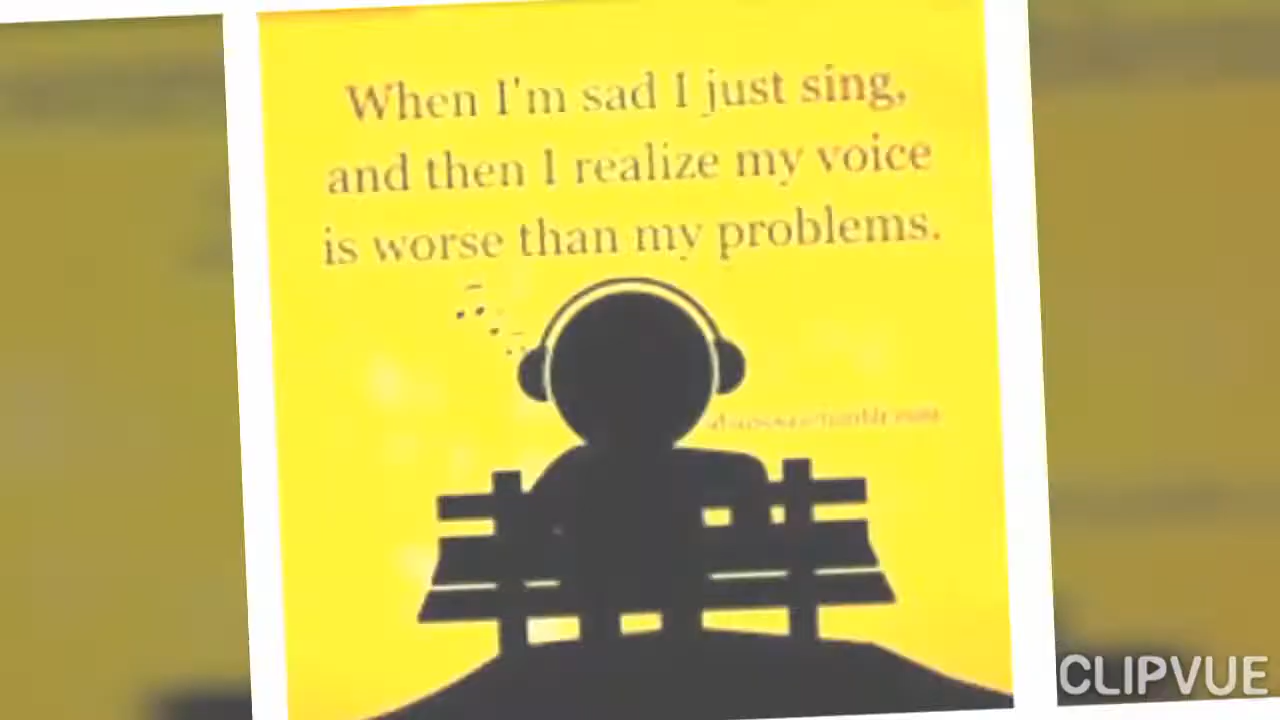 When I'm sad I just sing,
and then I realize my voice
is worse than my problems.
CLIPVUE